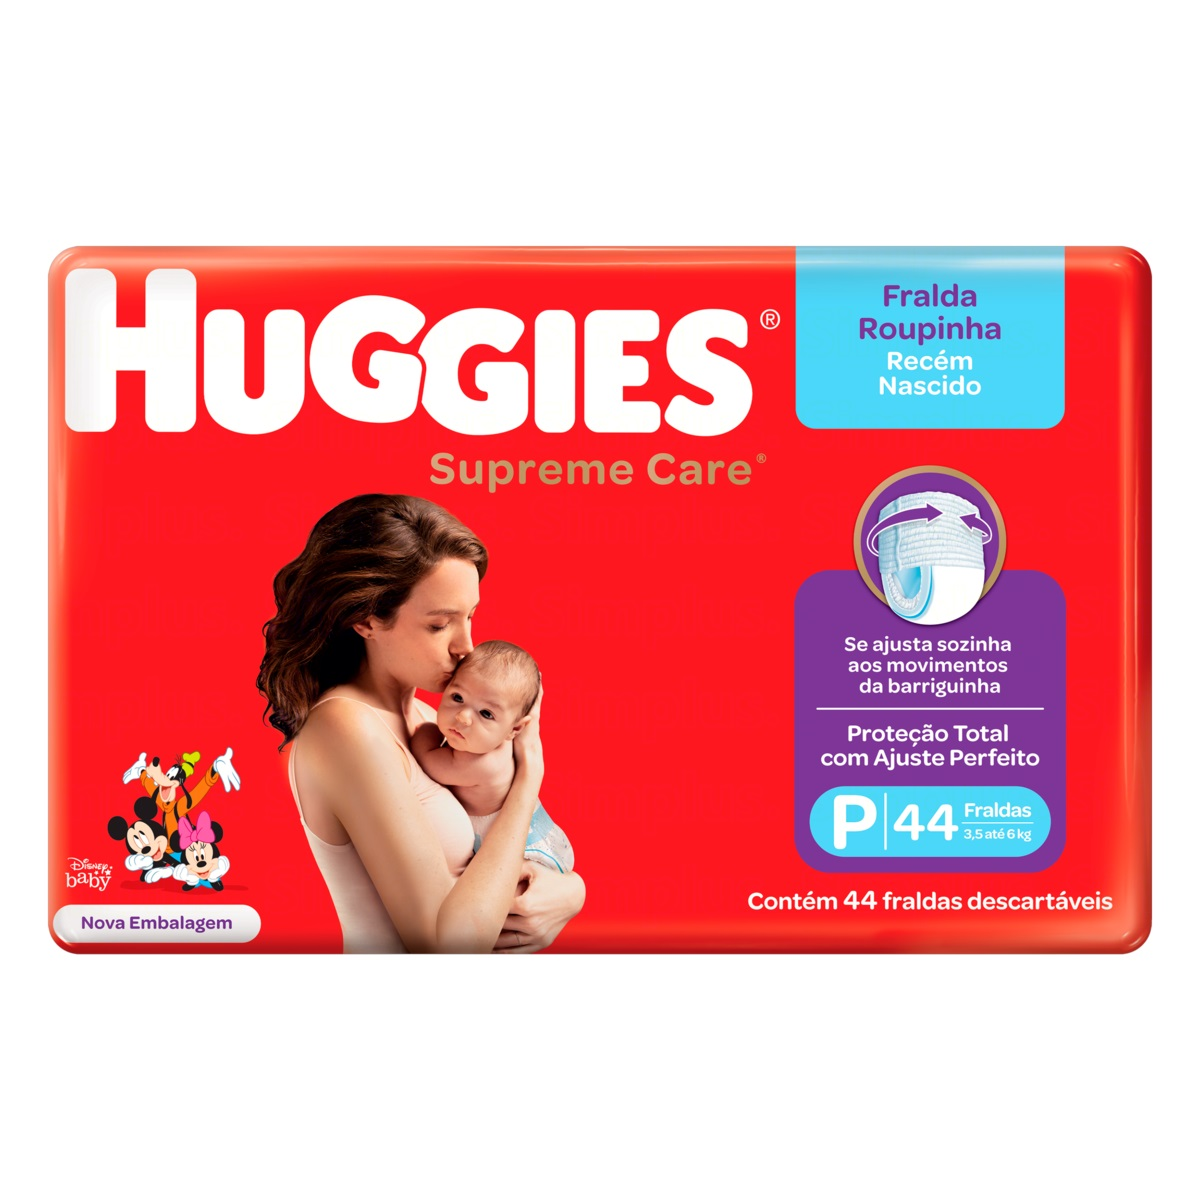 HUGGIES®
Supreme Care®
Fralda
Roupinha
Recém
Nascido
Se ajusta sozinha
aos movimentos
da barriguinha
Proteção Total
com Ajuste Perfeito
P 44 Fraldas
3,5 até 6 kg
Contém 44 fraldas descartáveis
Disney
baby
Nova Embalagem